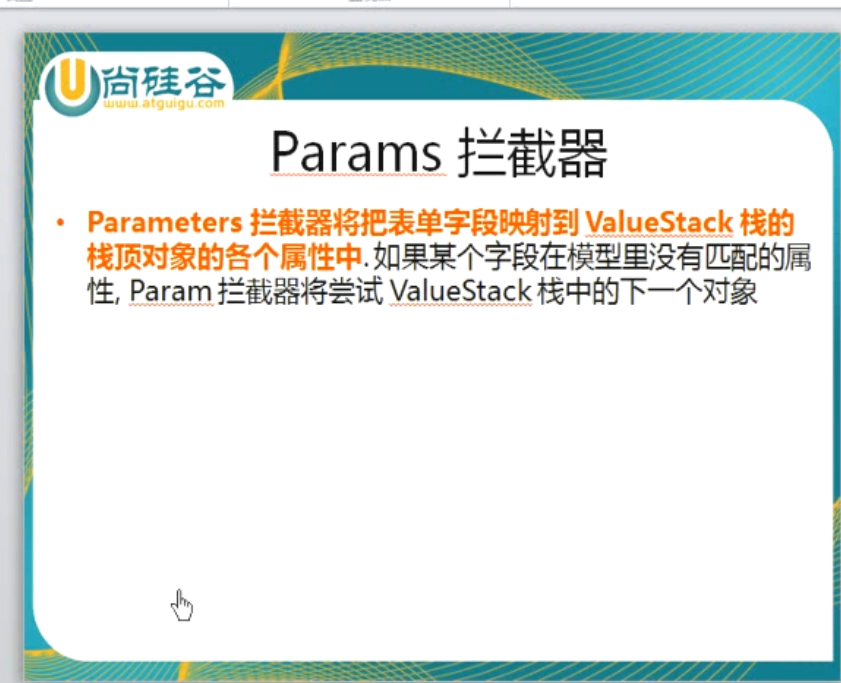 尚硅谷
www.atguigu.com
Params 拦截器
• Parameters 拦截器将把表单字段映射到 ValueStack 栈的
栈顶对象的各个属性中.如果某个字段在模型里没有匹配的属
性, Param 拦截器将尝试 ValueStack 栈中的下一个对象